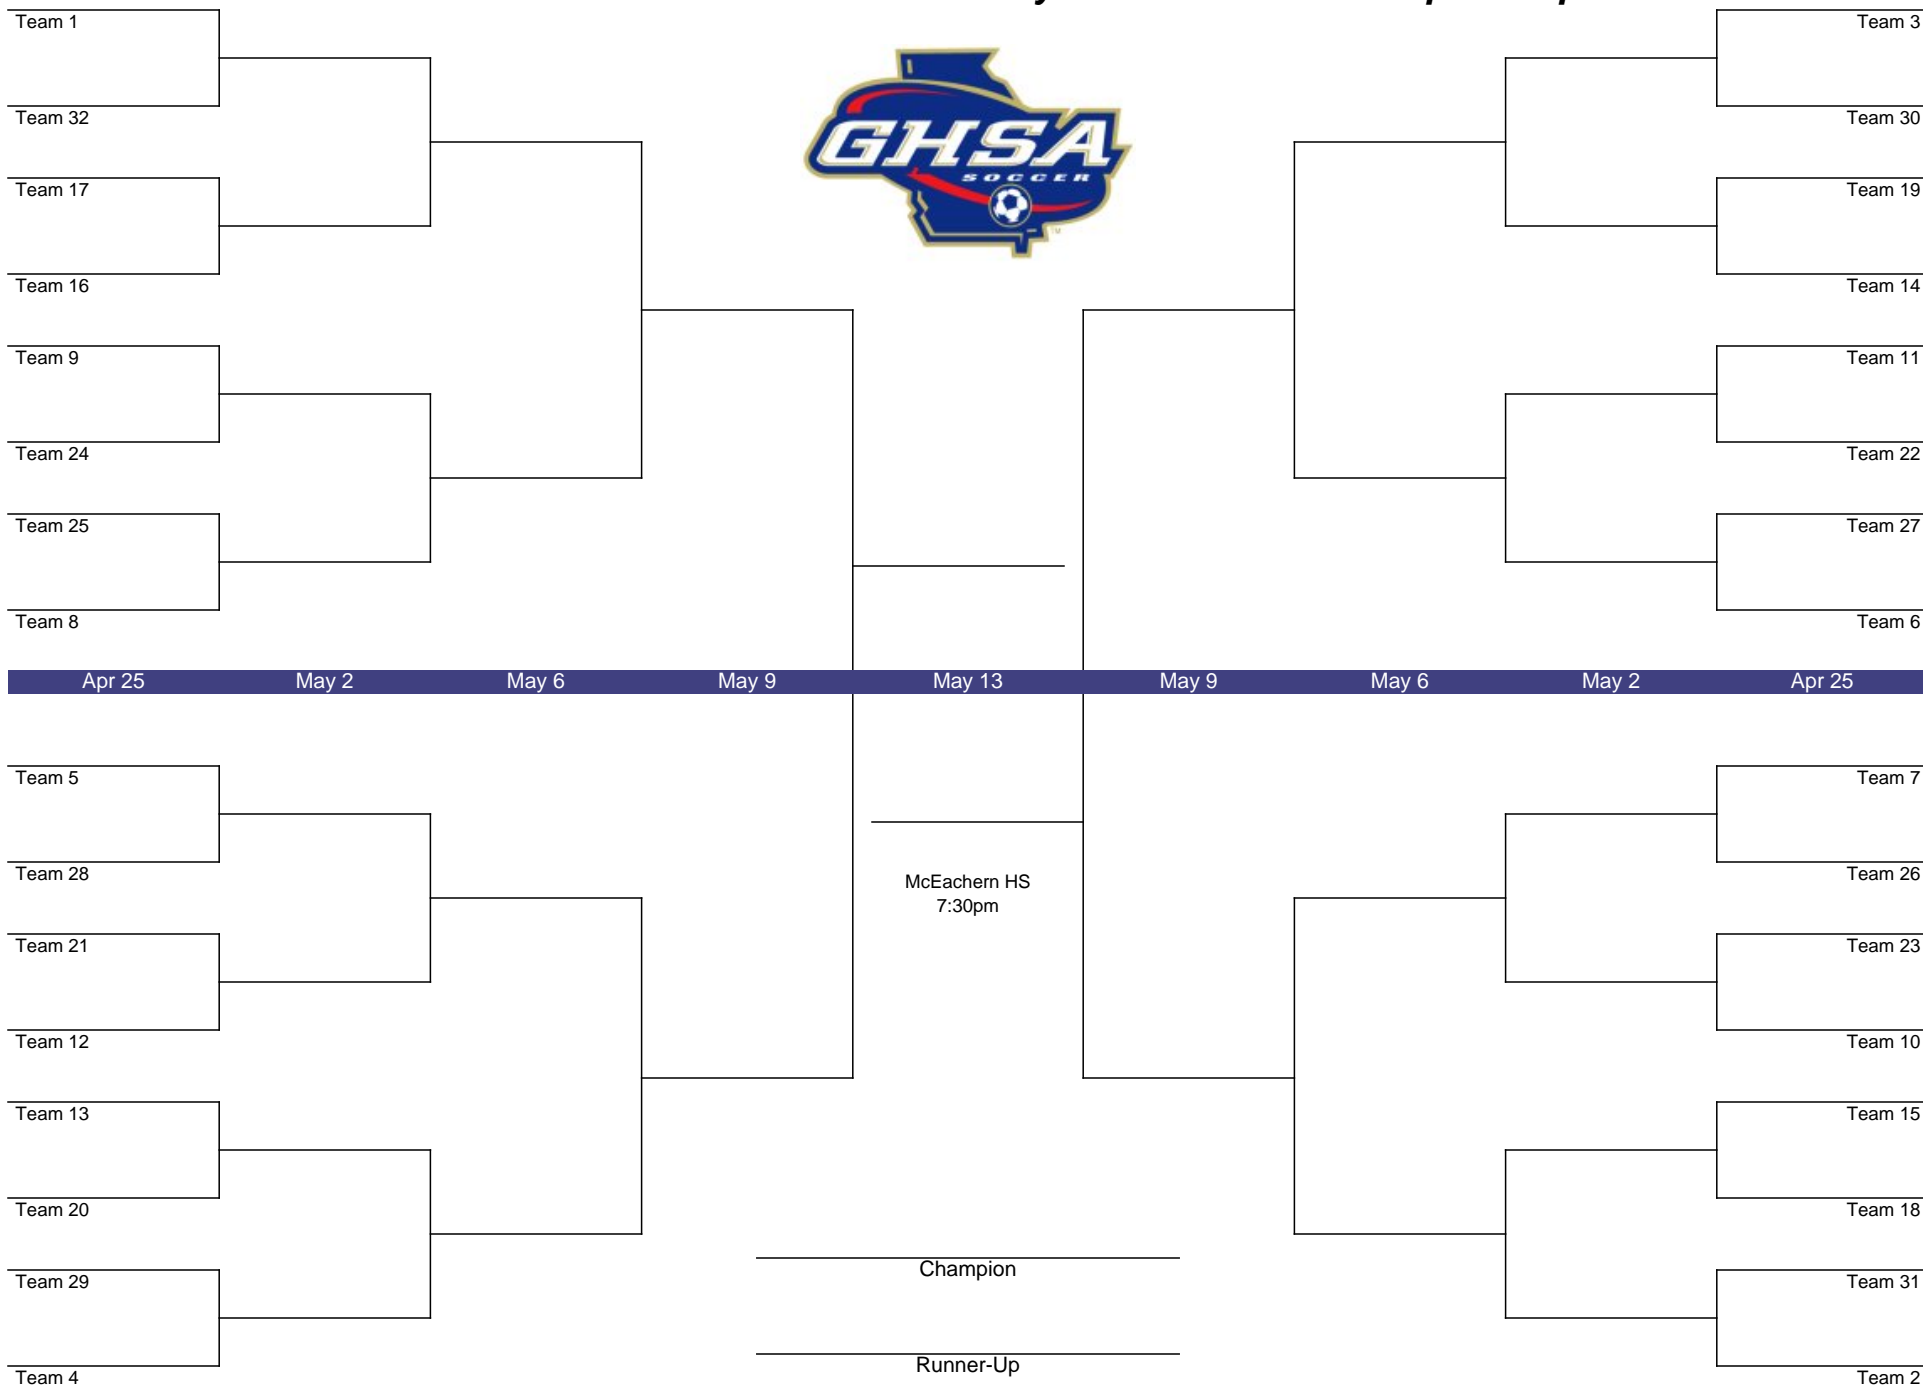 Team 1
Team 3
Team 32
Team 30
GHSA
SOCCER
TM
Team 17
Team 19
Team 16
Team 14
Team 9
Team 11
Team 24
Team 22
Team 25
Team 27
Team 8
Team 6
Apr 25 May 2 May 6 May 9 May 13 May 9 May 6 May 2 Apr 25
Team 5
Team 7
Team 28
Team 26
McEachern HS
7:30pm
Team 21
Team 23
Team 12
Team 10
Team 13
Team 15
Team 20
Team 18
Champion
Team 29
Team 31
Runner-Up
Team 4
Team 2